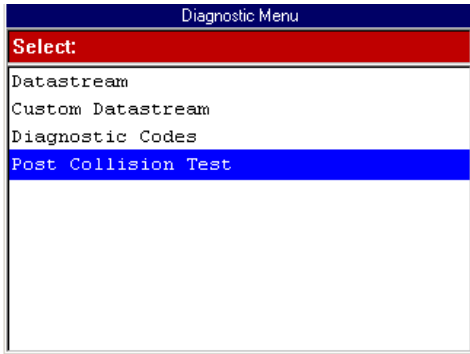 Diagnostic Menu
Select:
Datastream
Custom Datastream
Diagnostic Codes
Post Collision Test